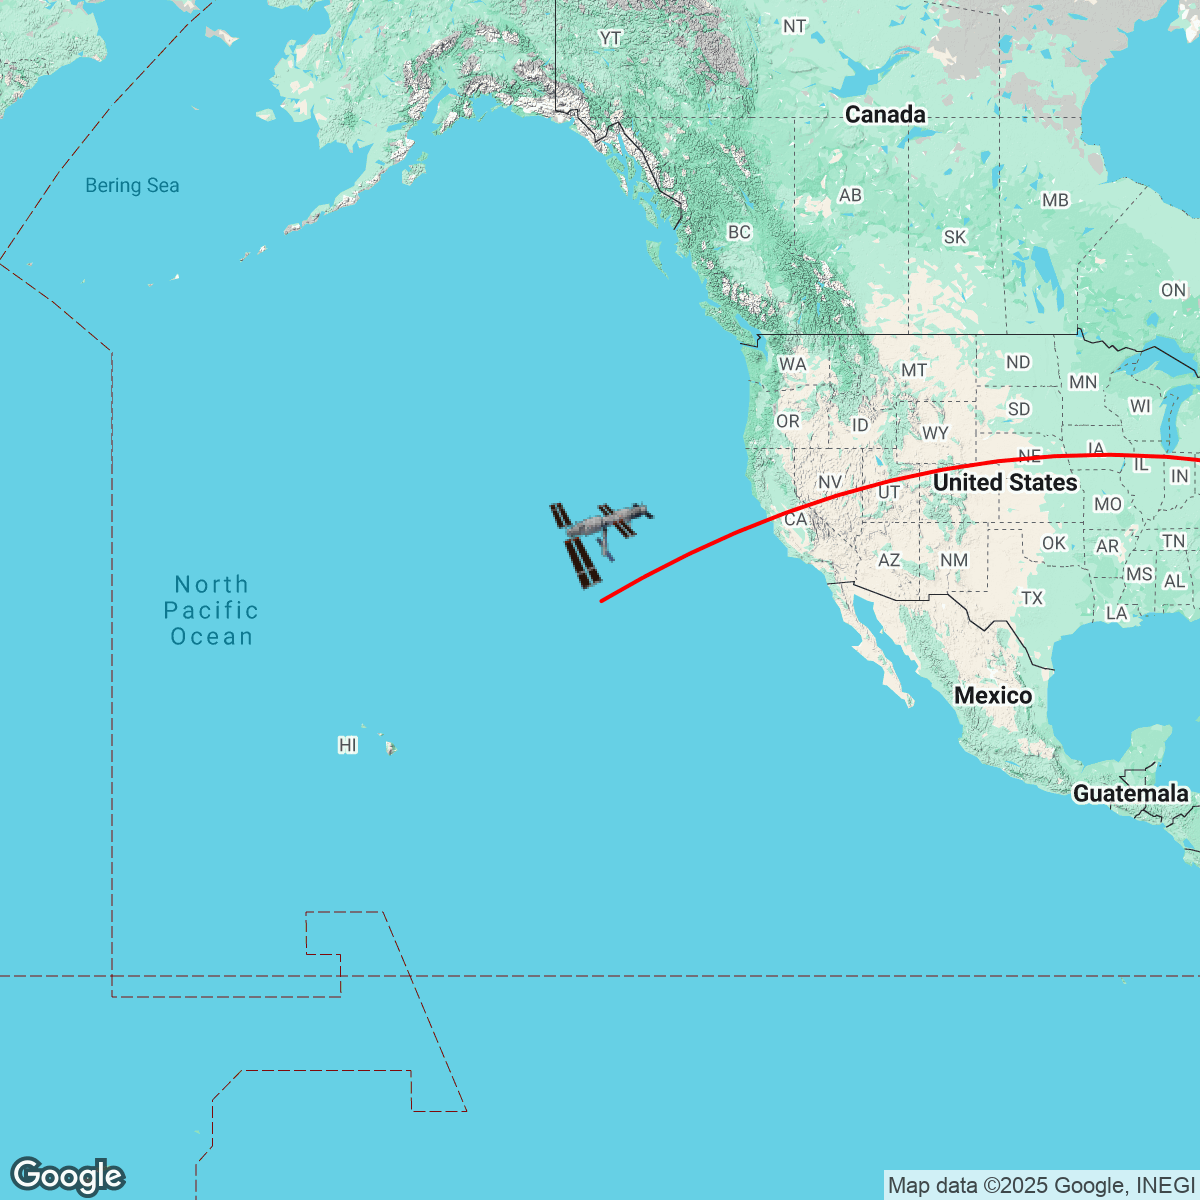 YT
NT
Canada
Bering Sea
AB
MB
BC
SK
ON
WA
MT
ND
MN
OR
ID
SD
WI
WY
IA
NE
IL
NV
UT
United States
IN
CA
MO
OK
AR
TN
AZ
NM
MS
AL
TX
LA
North
Pacific
Ocean
Mexico
HI
Guatemala
Google
Map data ©2025 Google, INEGI